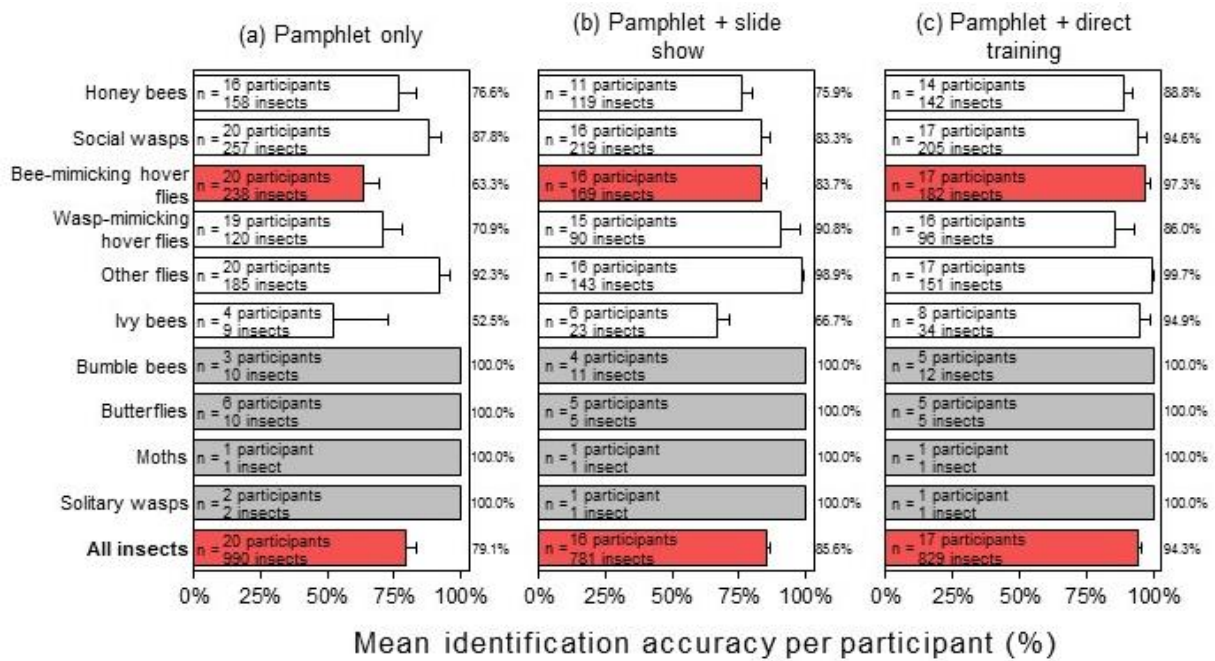 (a) Pamphlet only
(b) Pamphlet + slide
show
(c) Pamphlet + direct
training
Honey bees
n = 16 participants
158 insects
76.6%
n = 11 participants
119 insects
75.9%
n = 14 participants
142 insects
88.8%
Social wasps
n = 20 participants
257 insects
87.8%
n = 16 participants
219 insects
83.3%
n = 17 participants
205 insects
94.6%
Bee-mimicking hover
flies
n = 20 participants
238 insects
63.3%
n = 16 participants
169 insects
83.7%
n = 17 participants
182 insects
97.3%
Wasp-mimicking
hover flies
n = 19 participants
120 insects
70.9%
n = 15 participants
90 insects
90.8%
n = 16 participants
96 insects
86.0%
Other flies
n = 20 participants
185 insects
92.3%
n = 16 participants
143 insects
98.9%
n = 17 participants
151 insects
99.7%
Ivy bees
n = 4 participants
9 insects
52.5%
n = 6 participants
23 insects
66.7%
n = 8 participants
34 insects
94.9%
Bumble bees
n = 3 participants
10 insects
100.0%
n = 4 participants
11 insects
100.0%
n = 5 participants
12 insects
100.0%
Butterflies
n = 6 participants
10 insects
100.0%
n = 5 participants
5 insects
100.0%
n = 5 participants
5 insects
100.0%
Moths
n = 1 participant
1 insect
100.0%
n = 1 participant
1 insect
100.0%
n = 1 participant
1 insect
100.0%
Solitary wasps
n = 2 participants
2 insects
100.0%
n = 1 participant
1 insect
100.0%
n = 1 participant
1 insect
100.0%
All insects
n = 20 participants
990 insects
79.1%
n = 16 participants
781 insects
85.6%
n = 17 participants
829 insects
94.3%
0% 25% 50% 75% 100%
0% 25% 50% 75% 100%
0% 25% 50% 75% 100%
Mean identification accuracy per participant (%)